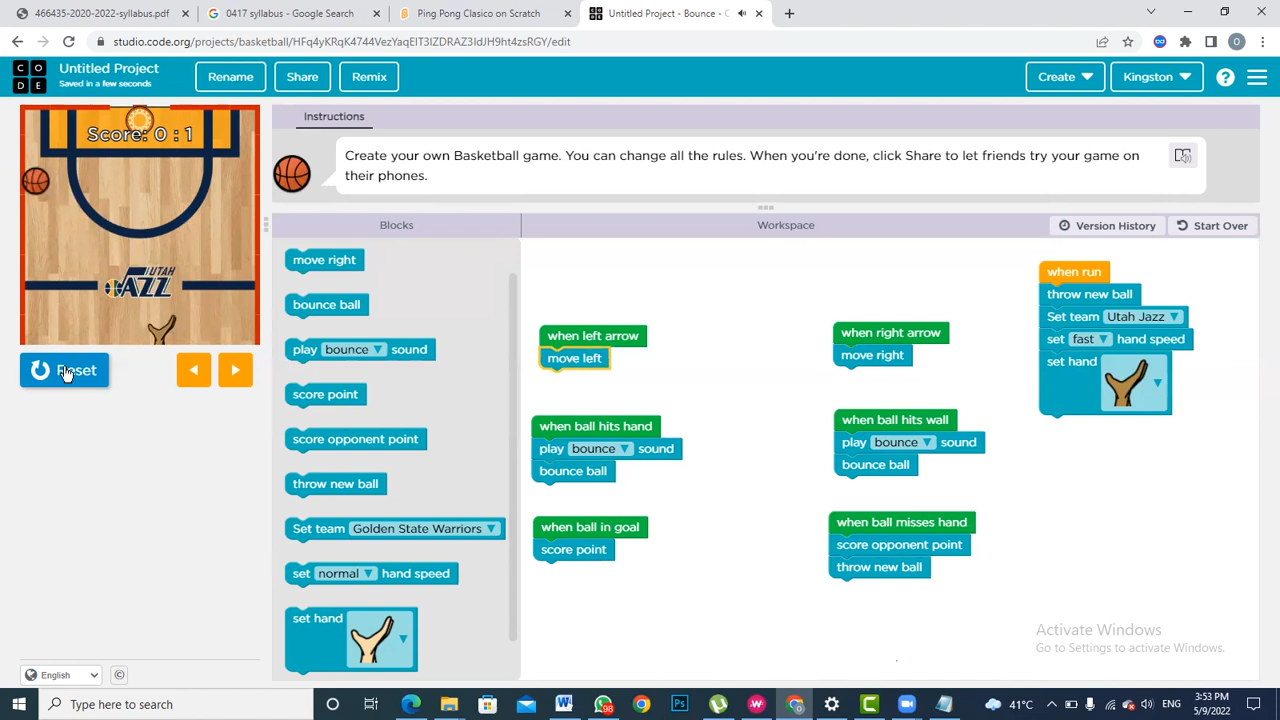 466435-2020-2022-syllabus.pdf
0417 syllabus - Google Search
Ping Pong Clasico on Scratch
Untitled Project - Bounce - C
studio.code.org/projects/basketball/HFq4yKRqK4744VezYaqEIT3IZDRAZ3IdJH9ht4zsRGY/edit
C O
D E
Untitled Project
Saved in a few seconds
Rename
Share
Remix
Create
Kingston
?
Score: 0 : 1
UTAH
JAZZ
Reset
Instructions
Create your own Basketball game. You can change all the rules. When you're done, click Share to let friends try your game on
their phones.
Blocks
Workspace
Version History
Start Over
move right
bounce ball
play bounce sound
score point
score opponent point
throw new ball
Set team Golden State Warriors
set normal hand speed
set hand
when left arrow
move left
when ball hits hand
play bounce sound
bounce ball
when ball in goal
score point
when right arrow
move right
when ball hits wall
play bounce sound
bounce ball
when ball misses hand
score opponent point
throw new ball
when run
throw new ball
Set team Utah Jazz
set fast hand speed
set hand
Activate Windows
Go to Settings to activate Windows.
English
©
Type here to search
98
41°C
ENG
3:53 PM
5/9/2022